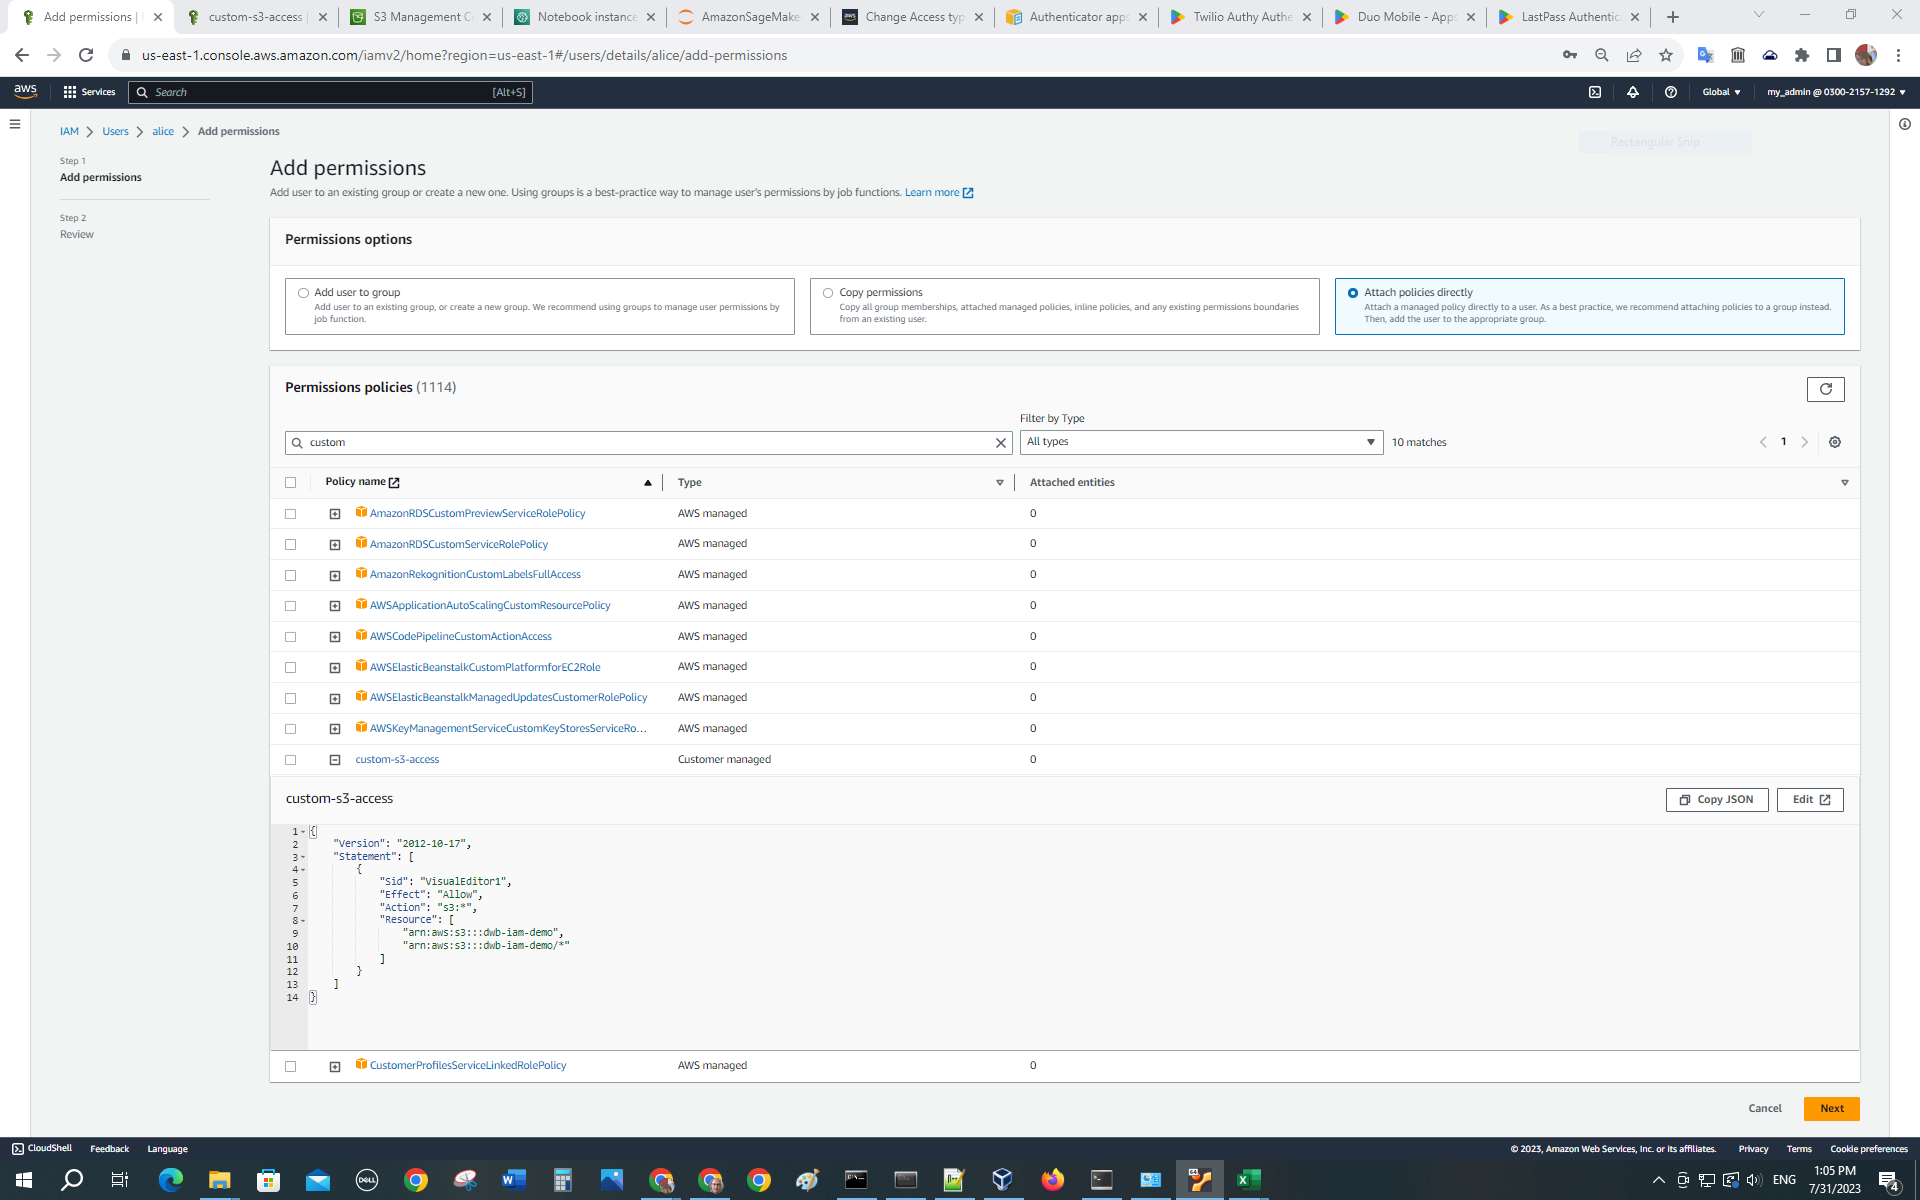 Add permissions | I
custom-s3-access |
S3 Management C
Notebook instance
AmazonSageMake
Change Access typ
Authenticator apps
Twilio Authy Authe
Duo Mobile - Apps
LastPass Authentic
us-east-1.console.aws.amazon.com/iamv2/home?region=us-east-1#/users/details/alice/add-permissions
aws
Services
Search
[Alt+S]
Global
my_admin @ 0300-2157-1292
IAM
Users
alice
Add permissions
Rectangular Snip
Step 1
Add permissions
Step 2
Review
Add permissions
Add user to an existing group or create a new one. Using groups is a best-practice way to manage user's permissions by job functions. Learn more
Permissions options
Add user to group
Add user to an existing group, or create a new group. We recommend using groups to manage user permissions by
job function.
Copy permissions
Copy all group memberships, attached managed policies, inline policies, and any existing permissions boundaries
from an existing user.
Attach policies directly
Attach a managed policy directly to a user. As a best practice, we recommend attaching policies to a group instead.
Then, add the user to the appropriate group.
Permissions policies (1114)
Filter by Type
custom
All types
10 matches
1
Policy name
Type
Attached entities
AmazonRDSCustomPreviewServiceRolePolicy AWS managed 0
AmazonRDSCustomServiceRolePolicy AWS managed 0
AmazonRekognitionCustomLabelsFullAccess AWS managed 0
AWSApplicationAutoScalingCustomResourcePolicy AWS managed 0
AWSCodePipelineCustomActionAccess AWS managed 0
AWSElasticBeanstalkCustomPlatformforEC2Role AWS managed 0
AWSElasticBeanstalkManagedUpdatesCustomerRolePolicy AWS managed 0
AWSKeyManagementServiceCustomKeyStoresServiceRo... AWS managed 0
custom-s3-access Customer managed 0
custom-s3-access
Copy JSON
Edit
1 {
2 "Version": "2012-10-17",
3 "Statement": [
4 {
5 "Sid": "VisualEditor1",
6 "Effect": "Allow",
7 "Action": "s3:*",
8 "Resource": [
9 "arn:aws:s3:::dwb-iam-demo",
10 "arn:aws:s3:::dwb-iam-demo/*"
11 ]
12 }
13 ]
14 }
CustomerProfilesServiceLinkedRolePolicy AWS managed 0
Cancel
Next
CloudShell
Feedback
Language
© 2023, Amazon Web Services, Inc. or its affiliates.
Privacy
Terms
Cookie preferences
DELL
ENG
1:05 PM
7/31/2023
4